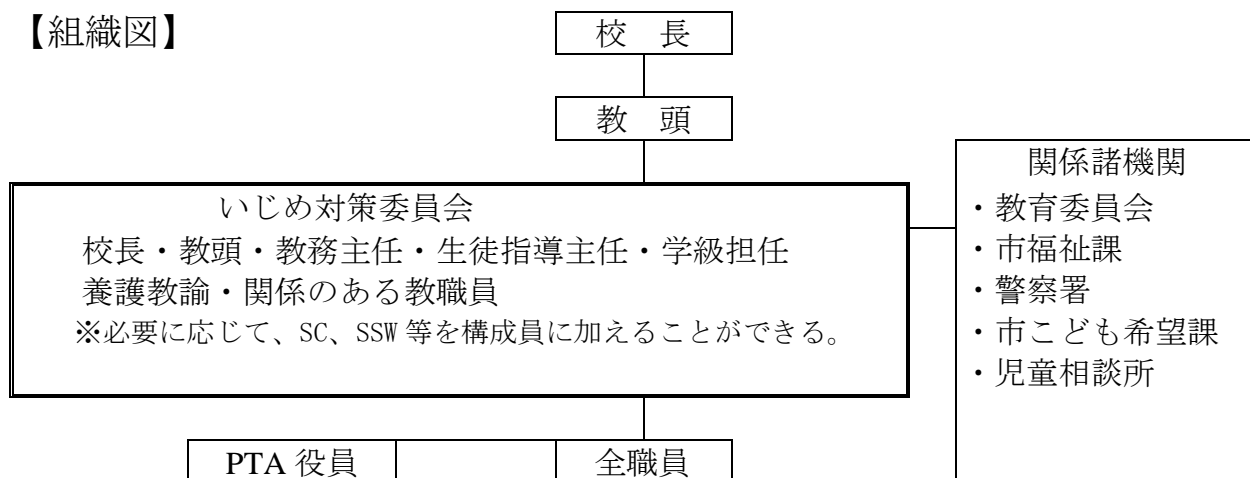 【組織図】
校　長
教　頭
いじめ対策委員会
校長・教頭・教務主任・生徒指導主任・学級担任
養護教諭・関係のある教職員
※必要に応じて、SC、SSW 等を構成員に加えることができる。
関係諸機関
・教育委員会
・市福祉課
・警察署
・市こども希望課
・児童相談所
PTA 役員
全職員